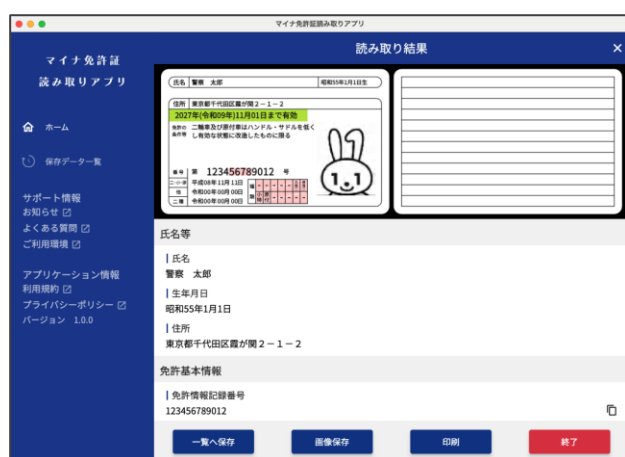 マイナ免許証読み取りアプリ
マイナ免許証
読み取りアプリ
ホーム
保存データ一覧
サポート情報
お知らせ
よくある質問
ご利用環境
アプリケーション情報
利用規約
プライバシーポリシー
バージョン 1.0.0
読み取り結果
氏名 警察 太郎 昭和55年1月1日生
住所 東京都千代田区霞が関2－1－2
2027年(令和09年)11月01日まで有効
免許の条件等 二輪車及び原付車はハンドル・サドルを低く
し有効な状態に改造したものに限る
番号 第 123456789012 号
二・小・原 平成08年11月11日
他 令和00年00月00日
二種 令和00年00月00日
(1.1)
氏名等
氏名
警察 太郎
生年月日
昭和55年1月1日
住所
東京都千代田区霞が関2－1－2
免許基本情報
免許情報記録番号
123456789012
一覧へ保存
画像保存
印刷
終了